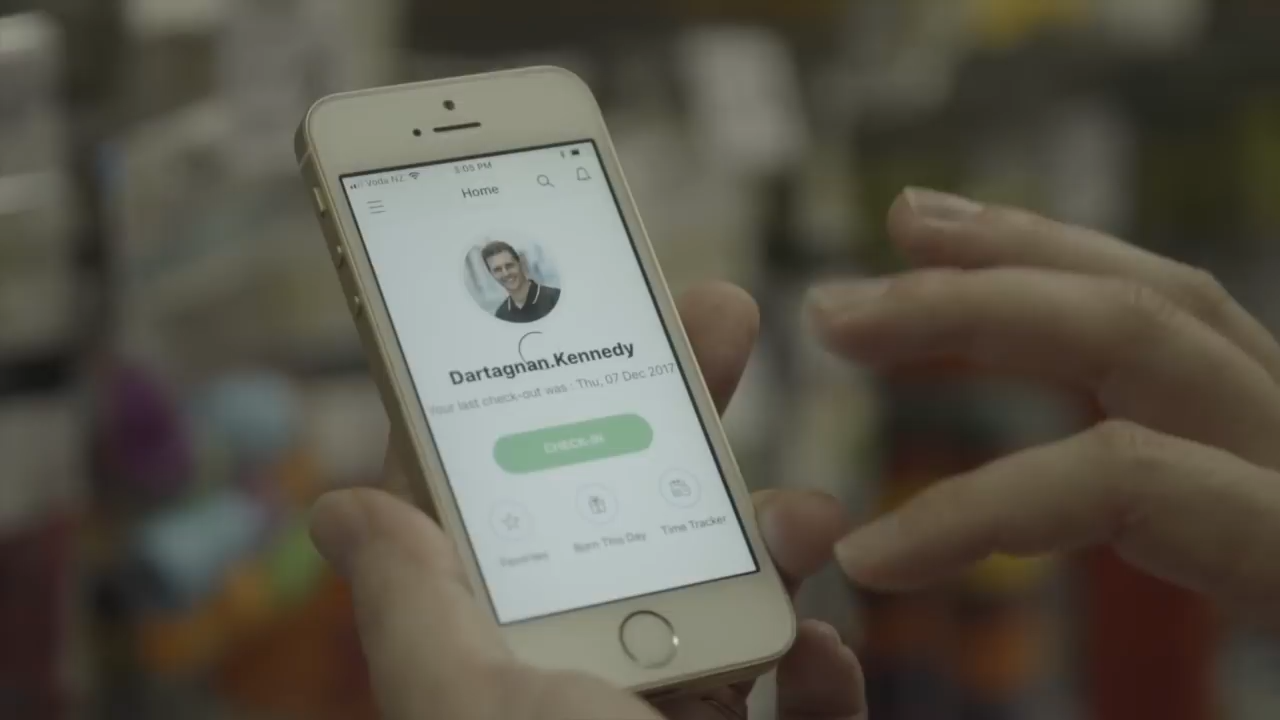 Voda NZ 3:05 PM
Home
Dartagnan.Kennedy
Your last check-out was : Thu, 07 Dec 2017
CHECK-IN
Favorites
Born This Day
Time Tracker